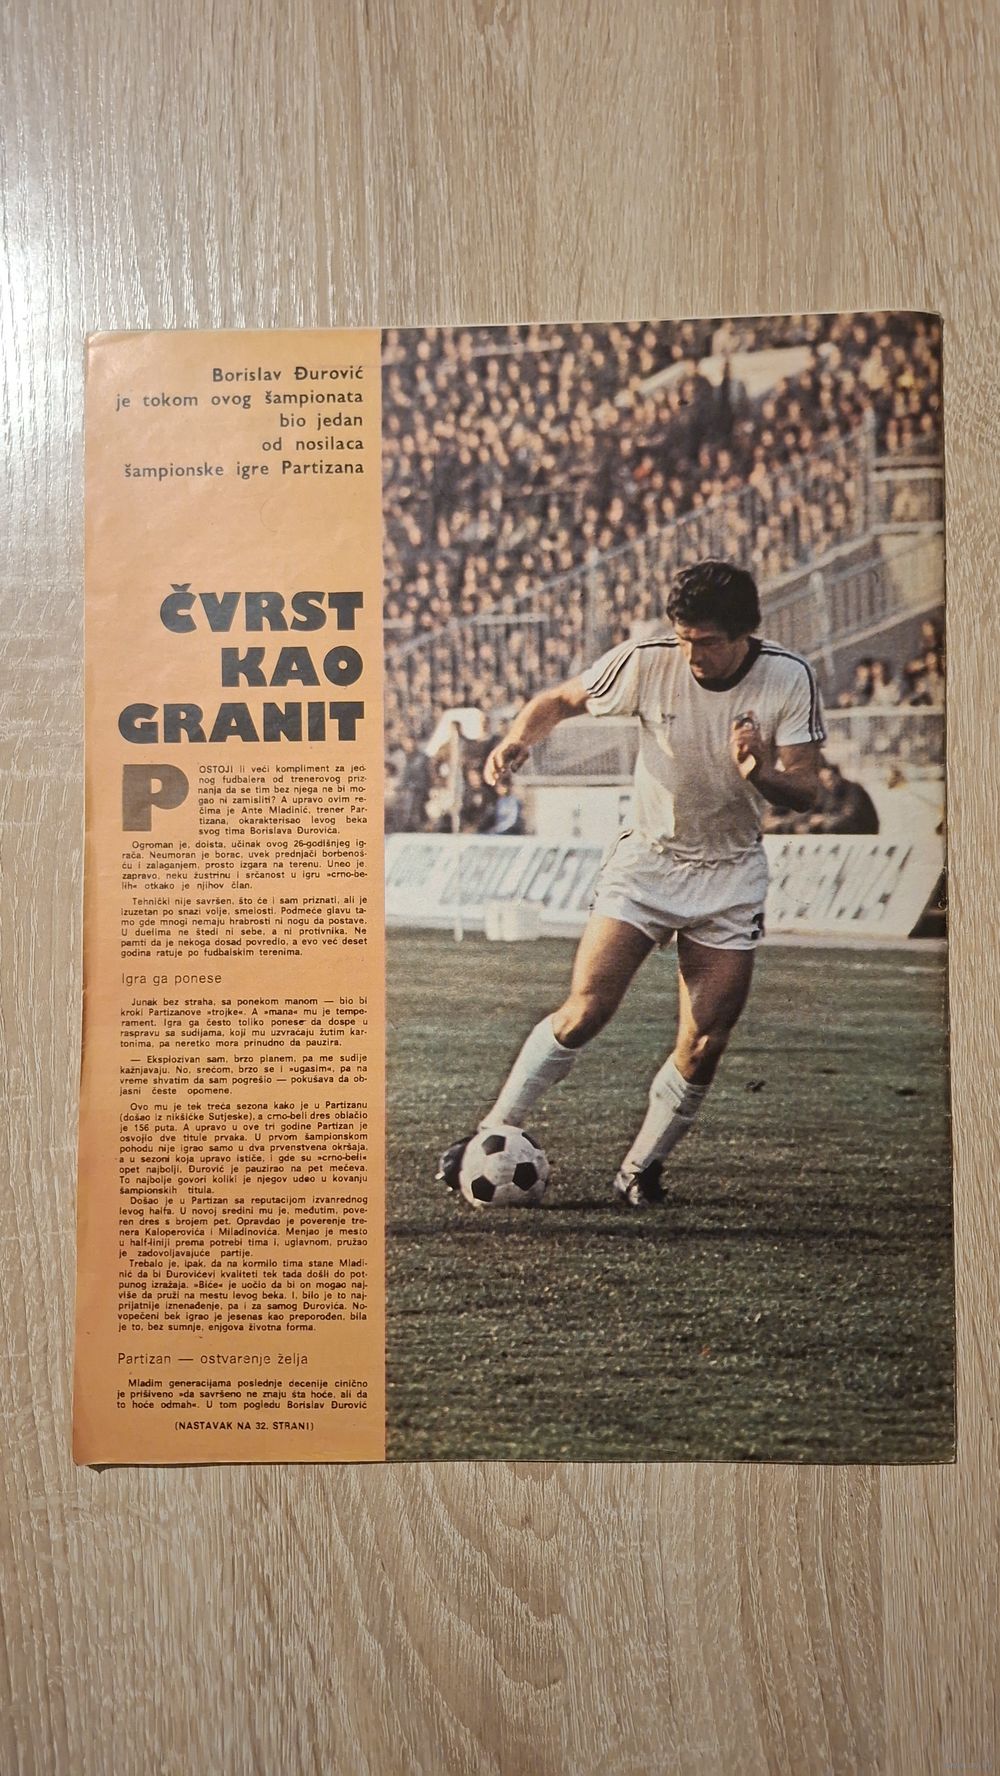 Borislav Đurović
je tokom ovog šampionata
bio jedan
od nosilaca
šampionske igre Partizana
ČVRST
KAO
GRANIT
POSTOJI li veći kompliment za jed-
nog fudbalera od trenerovog priz-
nanja da se tim bez njega ne bi mo-
gao ni zamisliti? A upravo ovim re-
čima je Ante Mladinić, trener Par-
tizana, okarakterisao levog beka
svog tima Borislava Đurovića.
Ogroman je, doista, učinak ovog 26-godišnjeg ig-
rača. Neumoran je borac, uvek prednjači borbenoš-
ću i zalaganjem, prosto izgara na terenu. Uneo je
zapravo, neku žustrinu i srčanost u igru »crno-be-
lih« otkako je njihov član.
Tehnički nije savršen, što će i sam priznati, ali je
izuzetan po snazi volje, smelosti. Podmeće glavu ta-
mo gde mnogi nemaju hrabrosti ni nogu da postave.
U duelima ne štedi ni sebe, a ni protivnika. Ne
pamti da je nekoga dosad povredio, a evo već deset
godina ratuje po fudbalskim terenima.
Igra ga ponese
Junak bez straha, sa ponekom manom — bio bi
kroki Partizanove »trojke«. A »mana« mu je tempe-
rament. Igra ga često toliko ponese da dospe u
raspravu sa sudijama, koji mu uzvraćaju žutim kar-
tonima, pa neretko mora prinudno da pauzira.
— Eksplozivan sam, brzo planem, pa me sudije
kažnjavaju. No, srećom, brzo se i »ugasim«, pa na
vreme shvatim da sam pogrešio — pokušava da ob-
jasni česte opomene.
Ovo mu je tek treća sezona kako je u Partizanu
(došao iz nikšićke Sutjeske), a crno-beli dres oblačio
je 156 puta. A upravo u ove tri godine Partizan je
osvojio dve titule prvaka. U prvom šampionskom
pohodu nije igrao samo u dva prvenstvena okršaja,
a u sezoni koja upravo ističe, i gde su »crno-beli«
opet najbolji, Đurović je pauzirao na pet mečeva.
To najbolje govori koliki je njegov udeo u kovanju
šampionskih titula.
Došao je u Partizan sa reputacijom izvanrednog
levog halfa. U novoj sredini mu je, međutim, pove-
ren dres s brojem pet. Opravdao je poverenje tre-
nera Kaloperovića i Miladinovića. Menjao je mesto
u half-liniji prema potrebi tima i, uglavnom, pružao
je zadovoljavajuće partije.
Trebalo je, ipak, da na kormilo tima stane Mladi-
nić da bi Đurovićevi kvaliteti tek tada došli do pot-
punog izražaja. »Biće« je uočio da bi on mogao naj-
više da pruži na mestu levog beka. I, bilo je to naj-
prijatnije iznenađenje, pa i za samog Đurovića. No-
vopečeni bek igrao je jesenas kao preporođen, bila
je to, bez sumnje, enjgova životna forma.
Partizan — ostvarenje želja
Mladim generacijama poslednje decenije cinično
je prišiveno »da savršeno ne znaju šta hoće, ali da
to hoće odmah«. U tom pogledu Borislav Đurović
(NASTAVAK NA 32. STRANI)